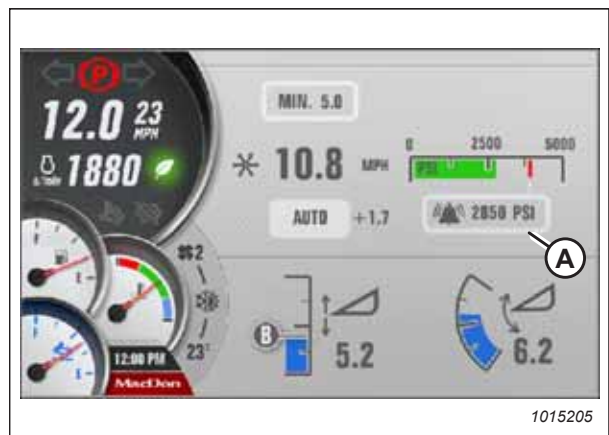 P
12.0 23 MPH
1880
MIN. 5.0
10.8 MPH
AUTO +1.7
0 2500 5000
PSI
2850 PSI
A
F
E
F
E
2
23°
12:00 PM
MacDon
B
5.2
6.2
1015205